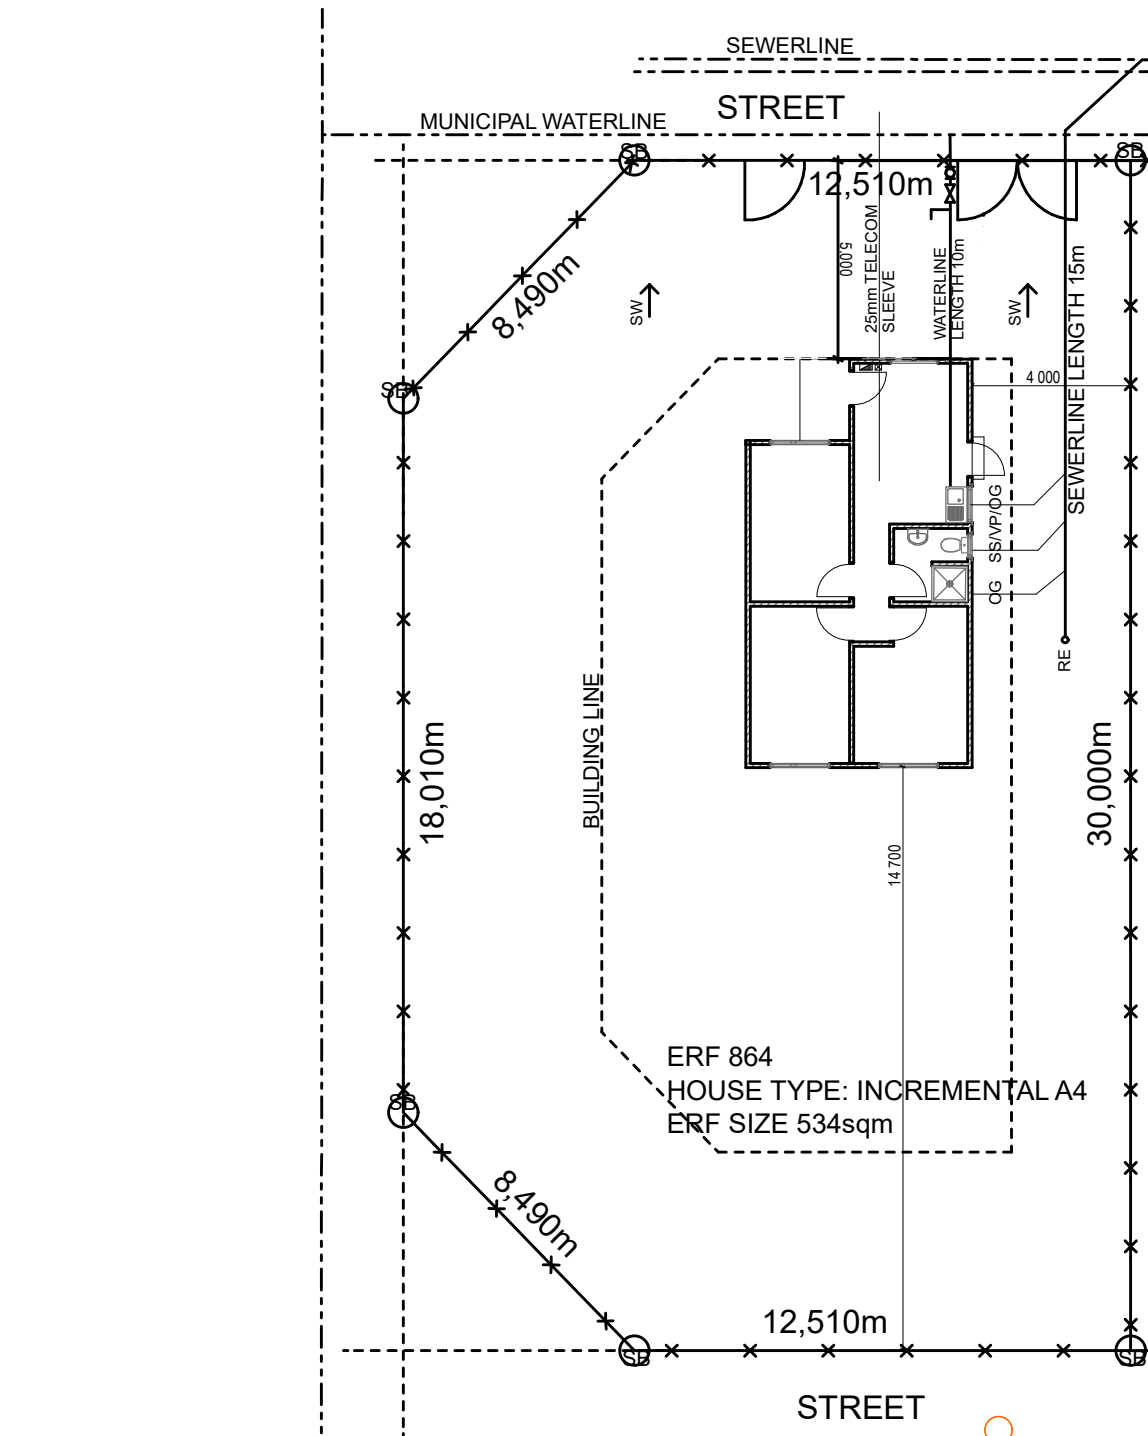 SEWERLINE
STREET
MUNICIPAL WATERLINE
SB
SB
12,510m
8,490m
5,000
25mm TELECOM
SLEEVE
WATERLINE
LENGTH 10m
SEWERLINE LENGTH 15m
SW
SW
SB
4 000
SS/VP/OG
OG
RE
BUILDING LINE
18,010m
30,000m
14 700
ERF 864
HOUSE TYPE: INCREMENTAL A4
ERF SIZE 534sqm
SB
8,490m
12,510m
SB
SB
STREET